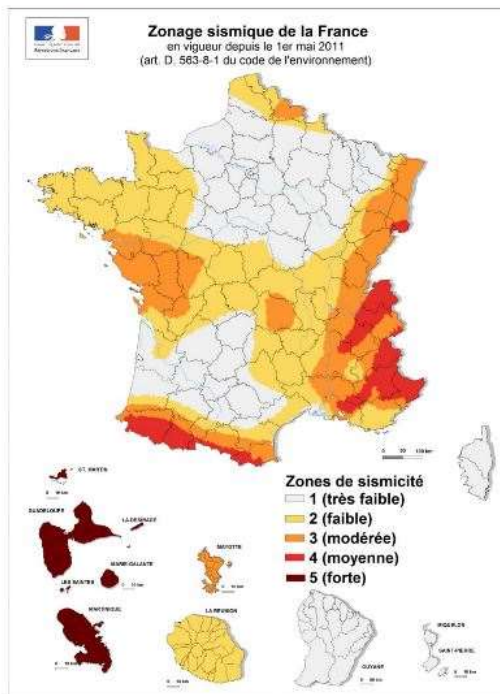 Zonage sismique de la France
en vigueur depuis le 1er mai 2011
(art. D. 563-8-1 du code de l'environnement)
ST. MARTIN
GUADELOUPE
LA DESIRADE
MARIE-GALANTE
LES SAINTES
MARTINIQUE
MAYOTTE
LA REUNION
GUYANE
MIQUELON
SAINT-PIERRE
Zones de sismicité
1 (très faible)
2 (faible)
3 (modérée)
4 (moyenne)
5 (forte)